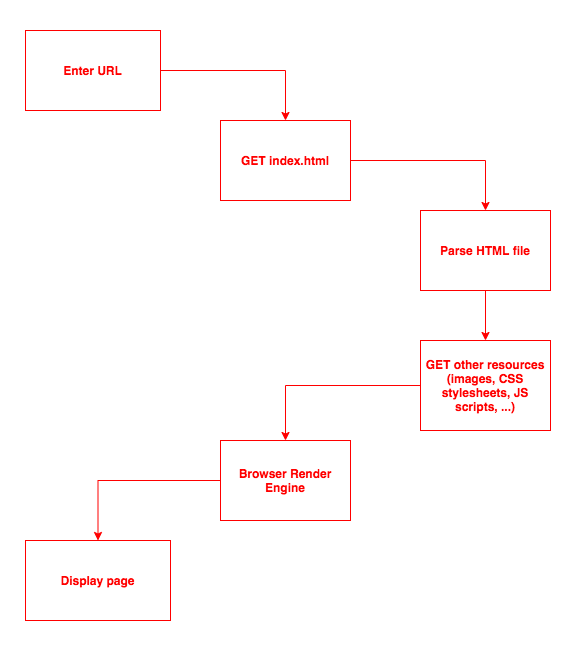 Enter URL
GET index.html
Parse HTML file
GET other resources
(images, CSS
stylesheets, JS
scripts, ...)
Browser Render
Engine
Display page